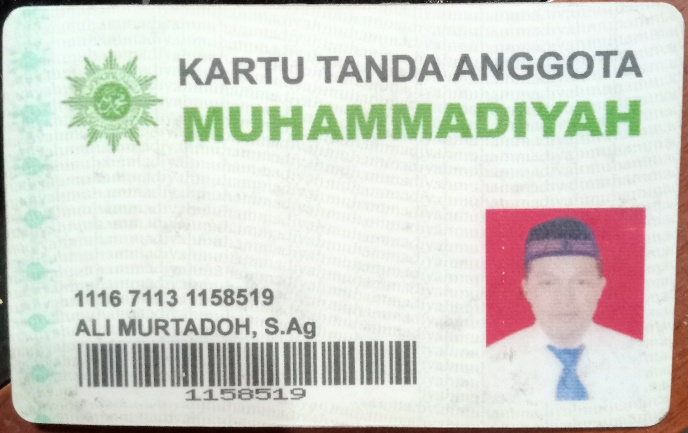 KARTU TANDA ANGGOTA
MUHAMMADIYAH
1116 7113 1158519
ALI MURTADOH, S.Ag
1158519